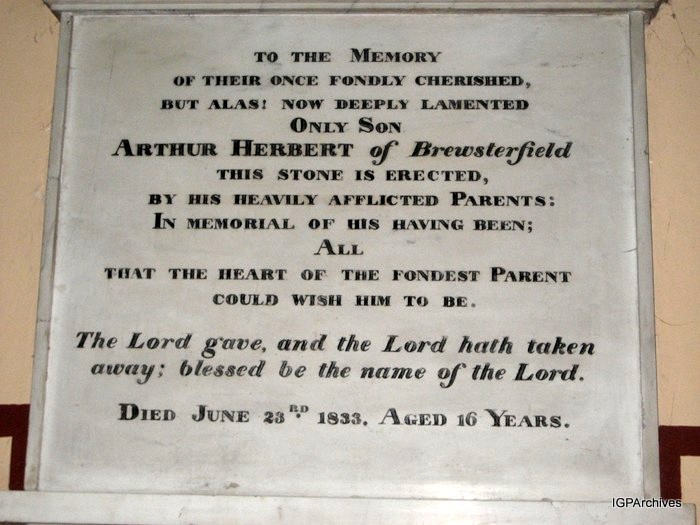 TO THE MEMORY
OF THEIR ONCE FONDLY CHERISHED,
BUT ALAS! NOW DEEPLY LAMENTED
ONLY SON
ARTHUR HERBERT of Brewsterfield
THIS STONE IS ERECTED,
BY HIS HEAVILY AFFLICTED PARENTS:
IN MEMORIAL OF HIS HAVING BEEN;
ALL
THAT THE HEART OF THE FONDEST PARENT
COULD WISH HIM TO BE.
The Lord gave, and the Lord hath taken
away; blessed be the name of the Lord.
DIED JUNE 23RD 1833. AGED 16 YEARS.
IGPArchives